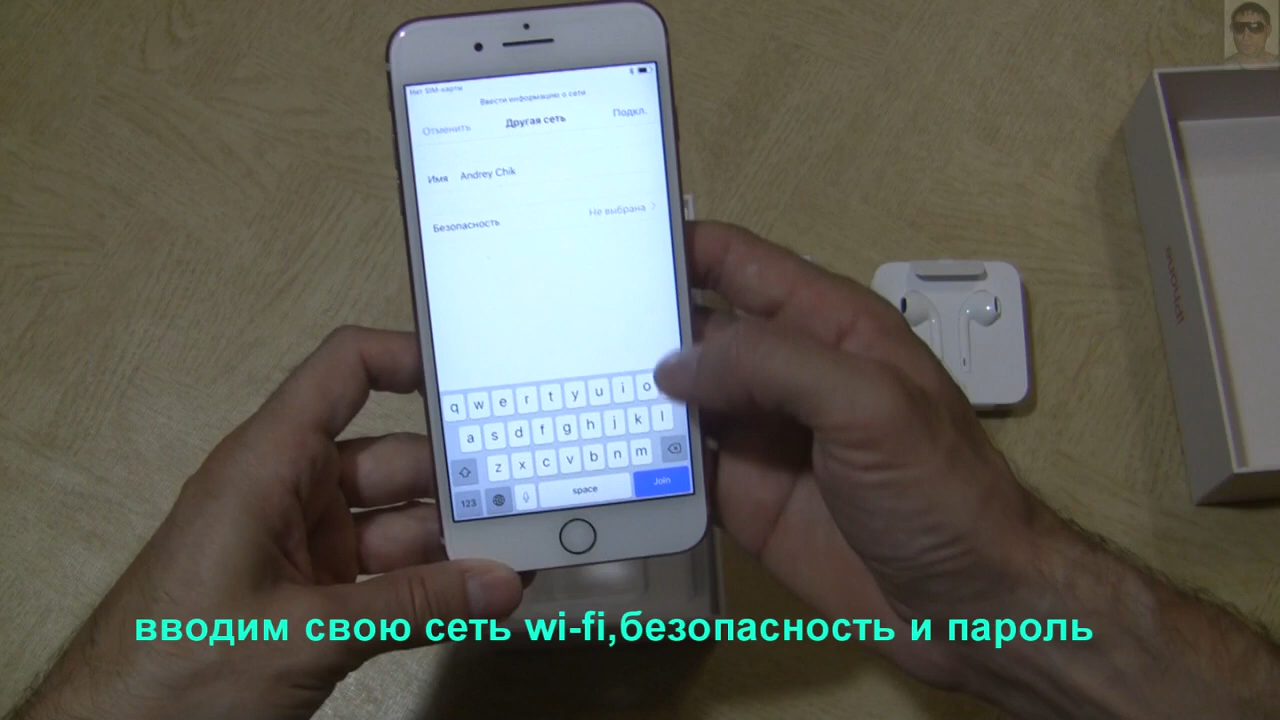 Нет SIM-карты
Ввести информацию о сети
Отменить Другая сеть Подкл.
Имя Andrey Chik
Безопасность Не выбрана
q w e r t y u i o
a s d f g h j k l
z x c v b n m
123 space Join
iPhone
вводим свою сеть wi-fi,безопасность и пароль